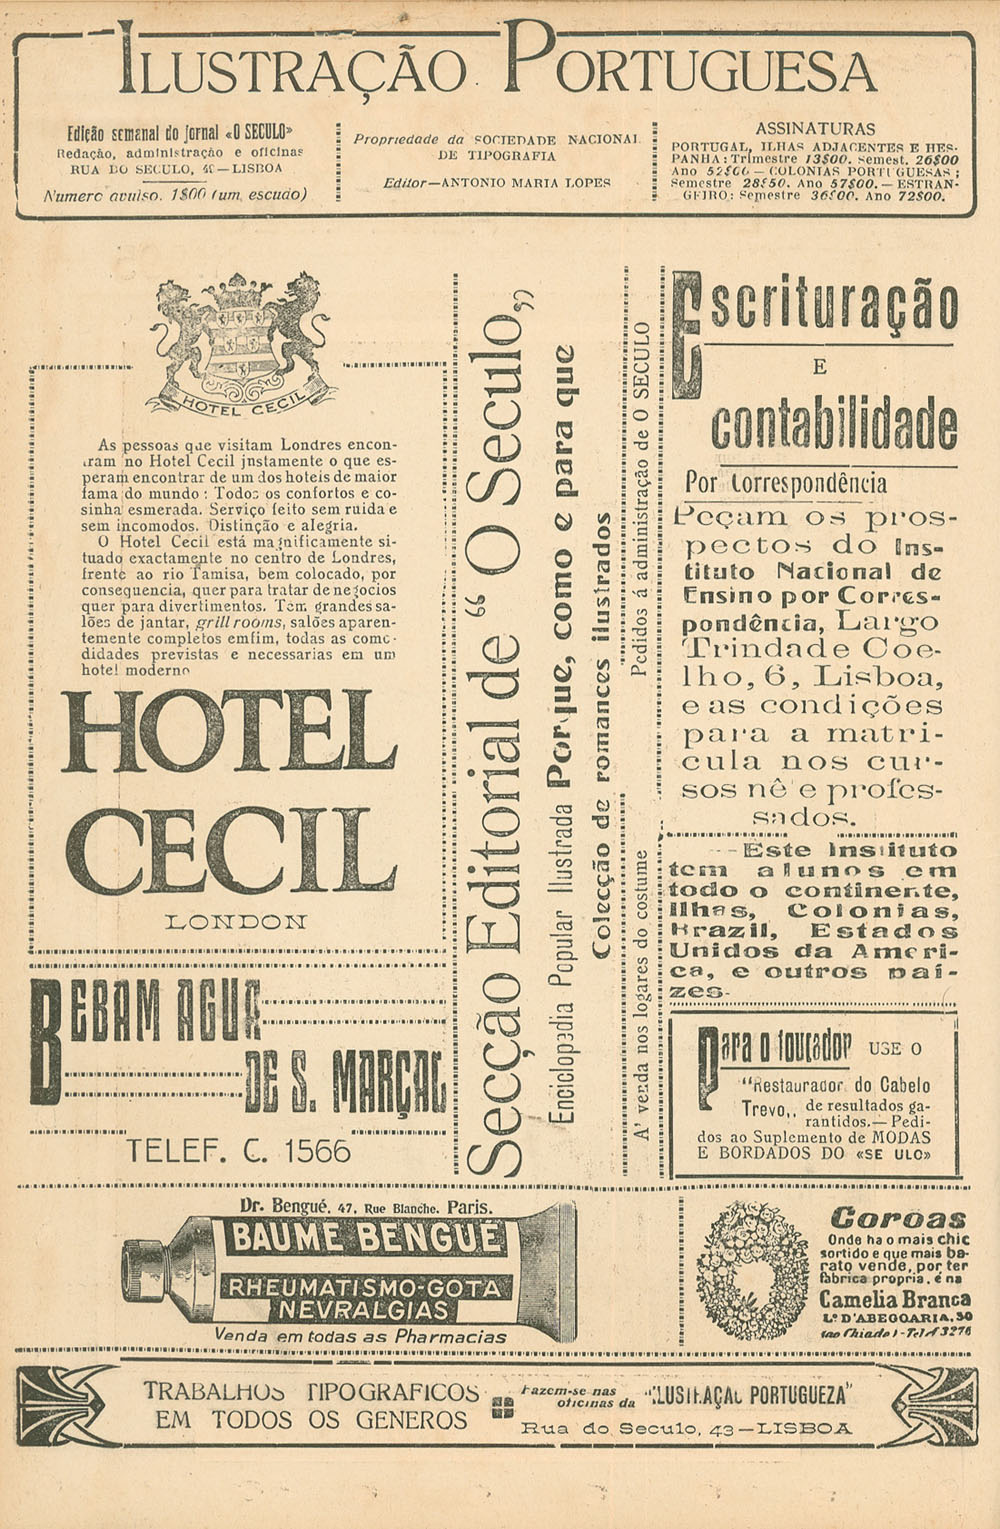 ILUSTRAÇÃO PORTUGUESA
Edição semanal do jornal «O SECULO»
Redação, administração e oficinas
RUA DO SECULO, 4 — LISBOA
Numero avulso. 1$00 (um escudo)
Propriedade da SOCIEDADE NACIONAL
DE TIPOGRAFIA
Editor—ANTONIO MARIA LOPES
ASSINATURAS
PORTUGAL, ILHAS ADJACENTES E HES-
PANHA: Trimestre 13$00. Semest. 26$00
Ano 52$00 — COLONIAS PORTUGUESAS;
Semestre 28$50. Ano 57$00. — ESTRAN-
GEIRO: Semestre 36$00. Ano 72$00.
HOTEL CECIL
As pessoas que visitam Londres encon-
tram no Hotel Cecil justamente o que es-
peram encontrar de um dos hoteis de maior
fama do mundo: Todos os confortos e co-
sinha esmerada. Serviço feito sem ruida e
sem incomodos. Distinção e alegria.
O Hotel Cecil está magnificamente si-
tuado exactamente no centro de Londres,
frente ao rio Tamisa, bem colocado, por
consequencia, quer para tratar de negocios
quer para divertimentos. Tem grandes sa-
lões de jantar, grill rooms, salões aparen-
temente completos emfim, todas as como-
didades previstas e necessarias em um
hotel moderno
HOTEL
CECIL
LONDON
BEBAM AGUA
DE S. MARÇAL
TELEF. C. 1566
Secção Editorial de “O Seculo„
Enciclopedia Popular Ilustrada Porque, como e para que
Colecção de romances ilustrados
A' venda nos logares do costume
Pedidos á administração de O SECULO
Escrituração
E
contabilidade
Por Correspondência
Peçam os pros-
pectos do Ins-
tituto Nacional de
Ensino por Corres-
pondência, Largo
Trindade Coe-
lho, 6, Lisboa,
e as condições
para a matri-
cula nos cur-
sos nê e profes-
sados.
Este Instituto
tem alunos em
todo o continente,
Ilhas, Colonias,
Brazil, Estados
Unidos da Ameri-
ca, e outros paí-
zes.
Para o toucador USE O
“Restaurador do Cabelo
Trevo„ de resultados ga-
rantidos.—Pedi-
dos ao Suplemento de MODAS
E BORDADOS DO «SE ULO»
Dr. Bengué, 47, Rue Blanche, Paris.
BAUME BENGUÉ
RHEUMATISMO-GOTA
NEVRALGIAS
Venda em todas as Pharmacias
Coroas
Onde ha o mais chic
sortido e que mais ba-
rato vende, por ter
fabrica propria, é na
Camelia Branca
L.º D'ABEGOARIA, 50
(ao Chiado) - Telf 3276
TRABALHOS TIPOGRAFICOS
EM TODOS OS GENEROS
Fazem-se nas
oficinas da “ILUSTRAÇAO PORTUGUEZA”
Rua do Seculo, 43—LISBOA